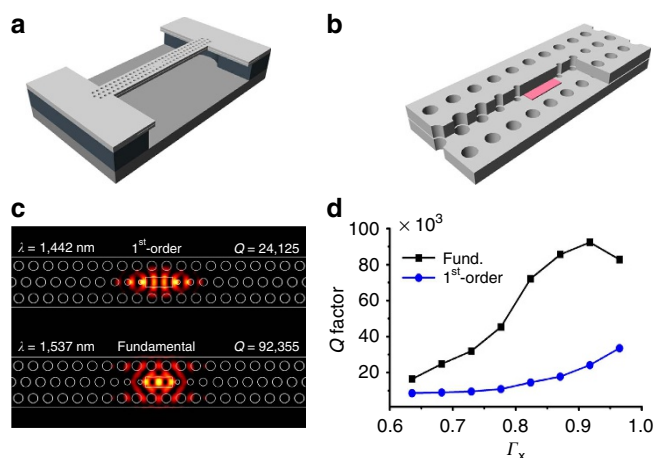 a
b
c
λ = 1,442 nm 1st-order Q = 24,125
λ = 1,537 nm Fundamental Q = 92,355
d
100
× 10³
80
60
40
20
Q factor
Fund.
1st-order
0.6 0.7 0.8 0.9 1.0
Γx